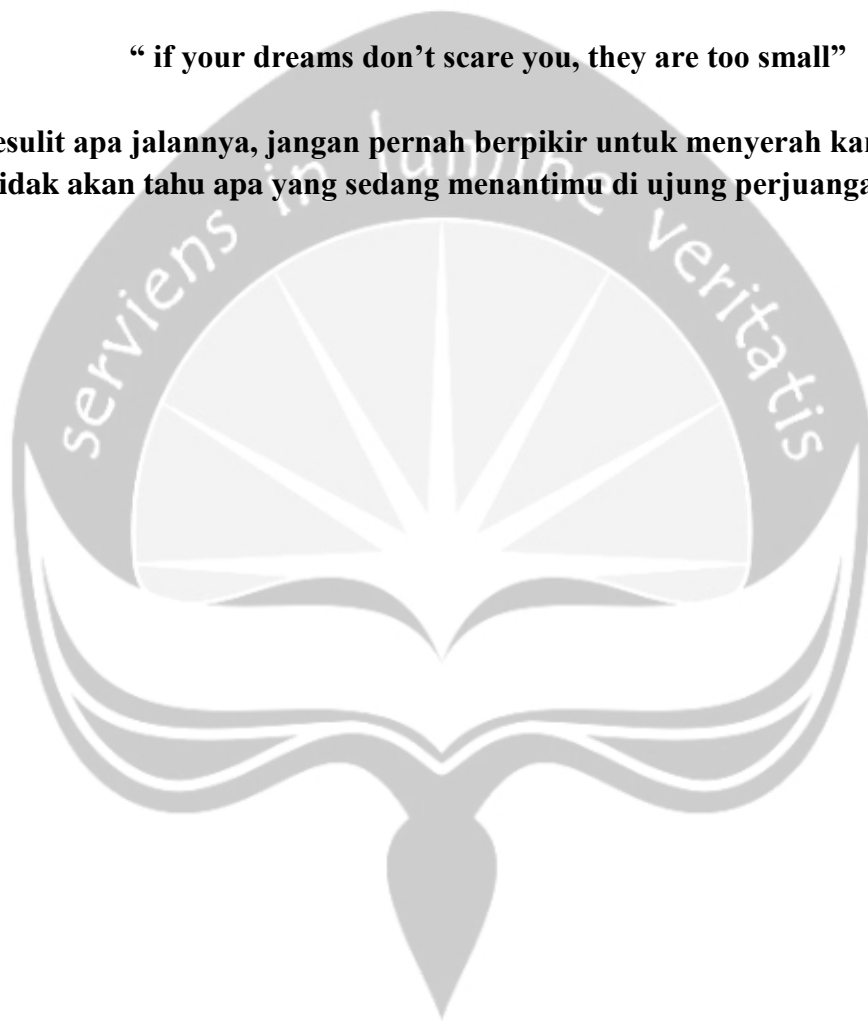 “ if your dreams don’t scare you, they are too small”
esulit apa jalannya, jangan pernah berpikir untuk menyerah kar
idak akan tahu apa yang sedang menantimu di ujung perjuanga
serviens in lumine veritatis